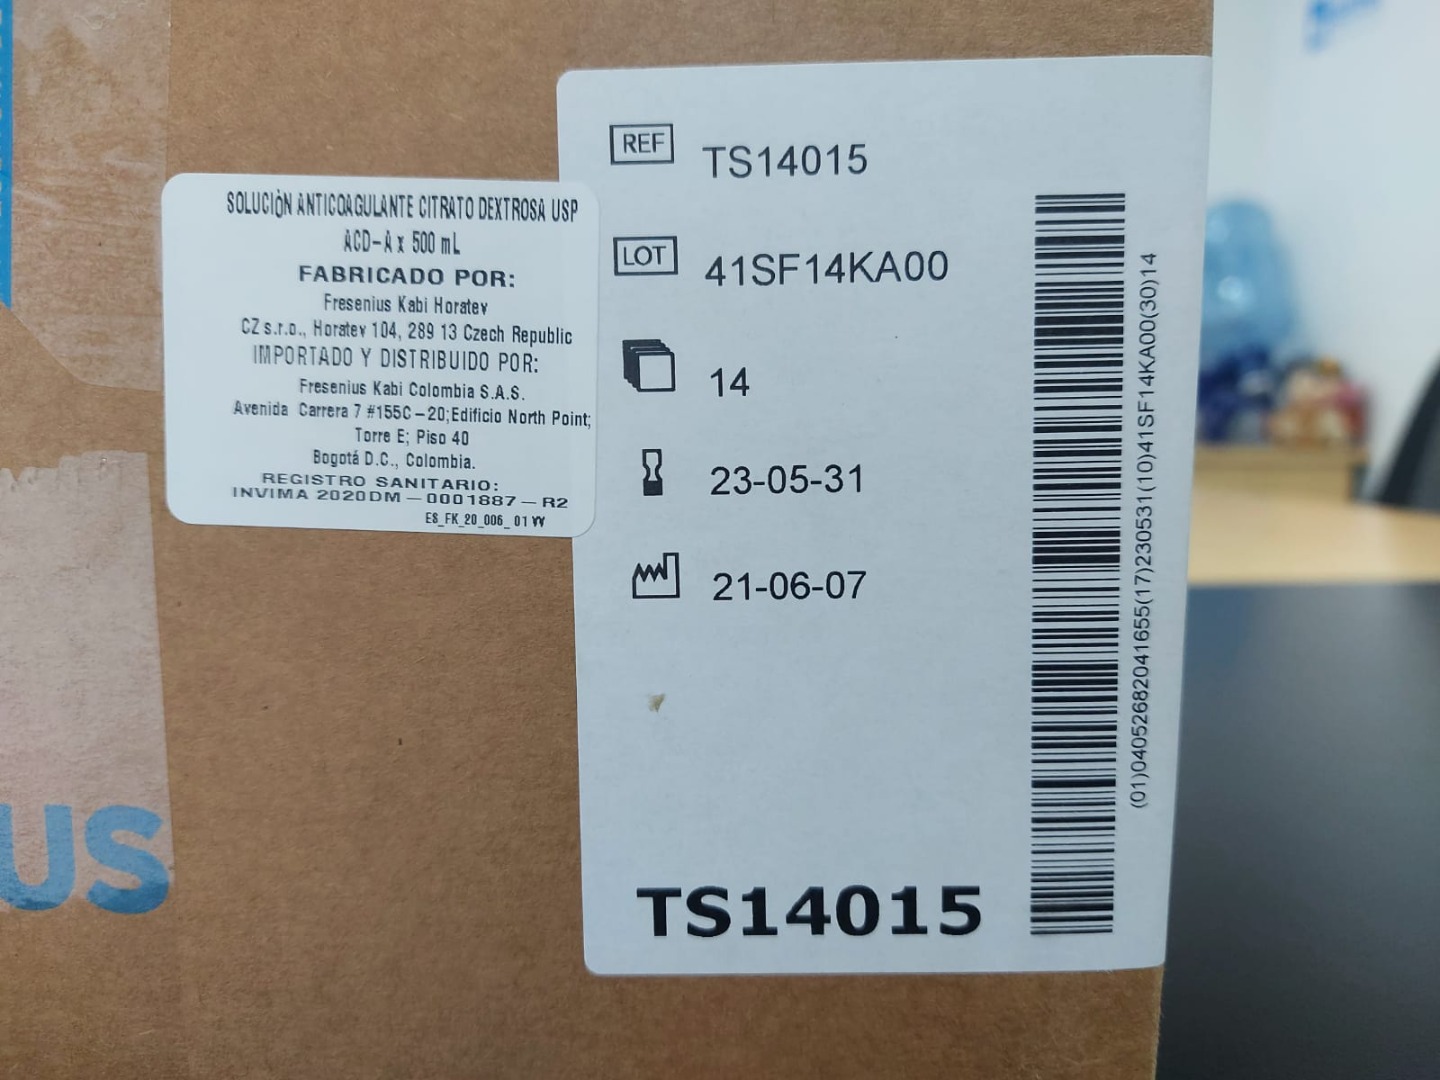 SOLUCIÓN ANTICOAGULANTE CITRATO DEXTROSA USP
ACD-A x 500 mL
FABRICADO POR:
Fresenius Kabi Horatev
CZ s.r.o., Horatev 104, 289 13 Czech Republic
IMPORTADO Y DISTRIBUIDO POR:
Fresenius Kabi Colombia S.A.S.
Avenida Carrera 7 #155C-20;Edificio North Point;
Torre E; Piso 40
Bogotá D.C., Colombia.
REGISTRO SANITARIO:
INVIMA 2020DM-0001887-R2
ES_FK_20_006_01 VV
REF TS14015
LOT 41SF14KA00
14
23-05-31
21-06-07
TS14015
(01)04052682041655(17)230531(10)41SF14KA00(30)14
US